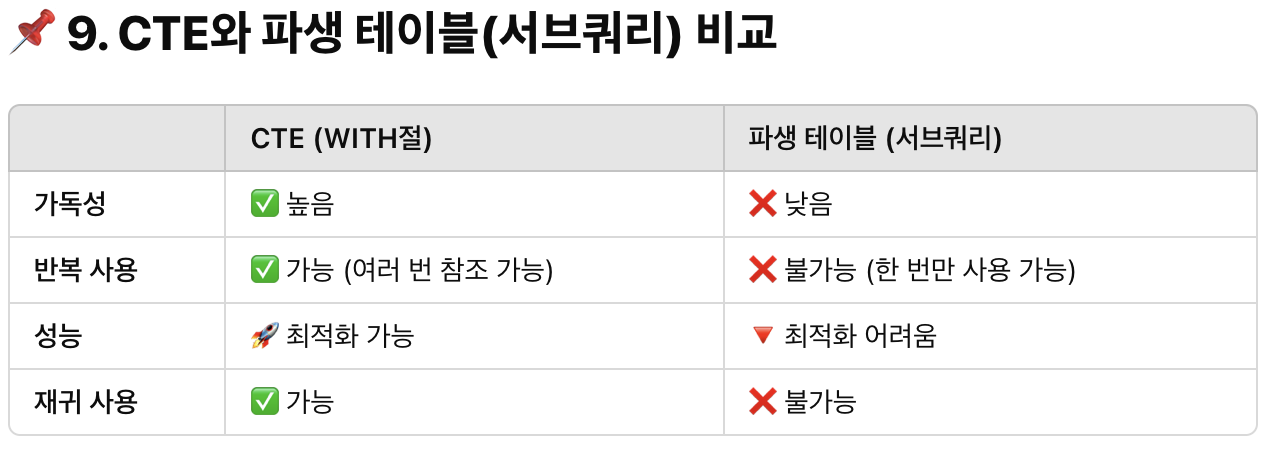 📌 9. CTE와 파생 테이블(서브쿼리) 비교
CTE (WITH절) 파생 테이블 (서브쿼리)
가독성 ✅ 높음 ❌ 낮음
반복 사용 ✅ 가능 (여러 번 참조 가능) ❌ 불가능 (한 번만 사용 가능)
성능 🚀 최적화 가능 🔻 최적화 어려움
재귀 사용 ✅ 가능 ❌ 불가능